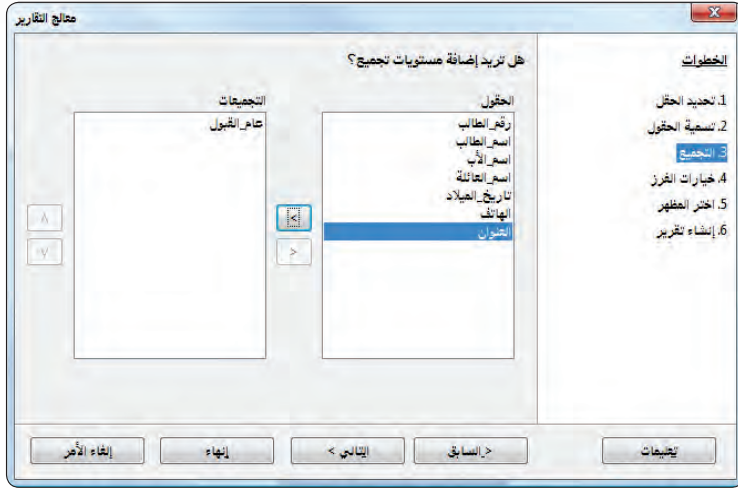 معالج التقارير
الخطوات
1. تحديد الحقل
2. تسمية الحقول
3. التجميع
4. خيارات الفرز
5. اختر المظهر
6. إنشاء تقرير
هل تريد إضافة مستويات تجميع؟
الحقول
رقم_الطالب
اسم_الطالب
اسم_الأب
اسم_العائلة
تاريخ_الميلاد
الهاتف
العنوان
>
<
التجميعات
عام_القبول
تعليمات
< السابق
التالي >
إنهاء
إلغاء الأمر